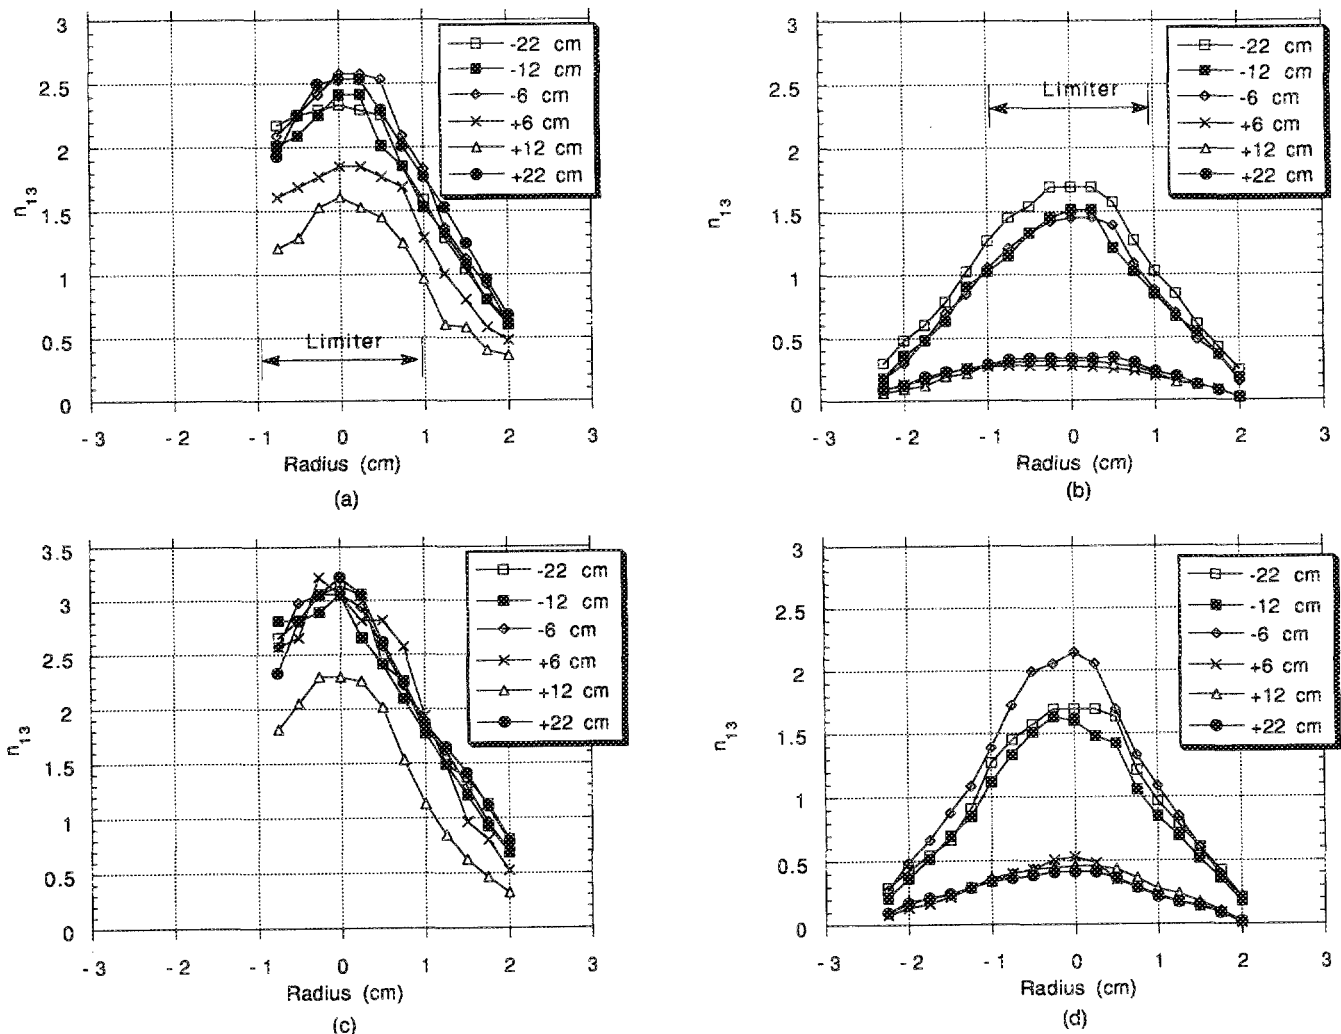 3
2.5
2
1.5
1
0.5
0
n13
-22 cm
-12 cm
-6 cm
+6 cm
+12 cm
+22 cm
Limiter
-3 -2 -1 0 1 2 3
Radius (cm)
(a)
3
2.5
2
1.5
1
0.5
0
n13
-22 cm
-12 cm
-6 cm
+6 cm
+12 cm
+22 cm
Limiter
-3 -2 -1 0 1 2 3
Radius (cm)
(b)
3.5
3
2.5
2
1.5
1
0.5
0
n13
-22 cm
-12 cm
-6 cm
+6 cm
+12 cm
+22 cm
-3 -2 -1 0 1 2 3
Radius (cm)
(c)
3
2.5
2
1.5
1
0.5
0
n13
-22 cm
-12 cm
-6 cm
+6 cm
+12 cm
+22 cm
-3 -2 -1 0 1 2 3
Radius (cm)
(d)